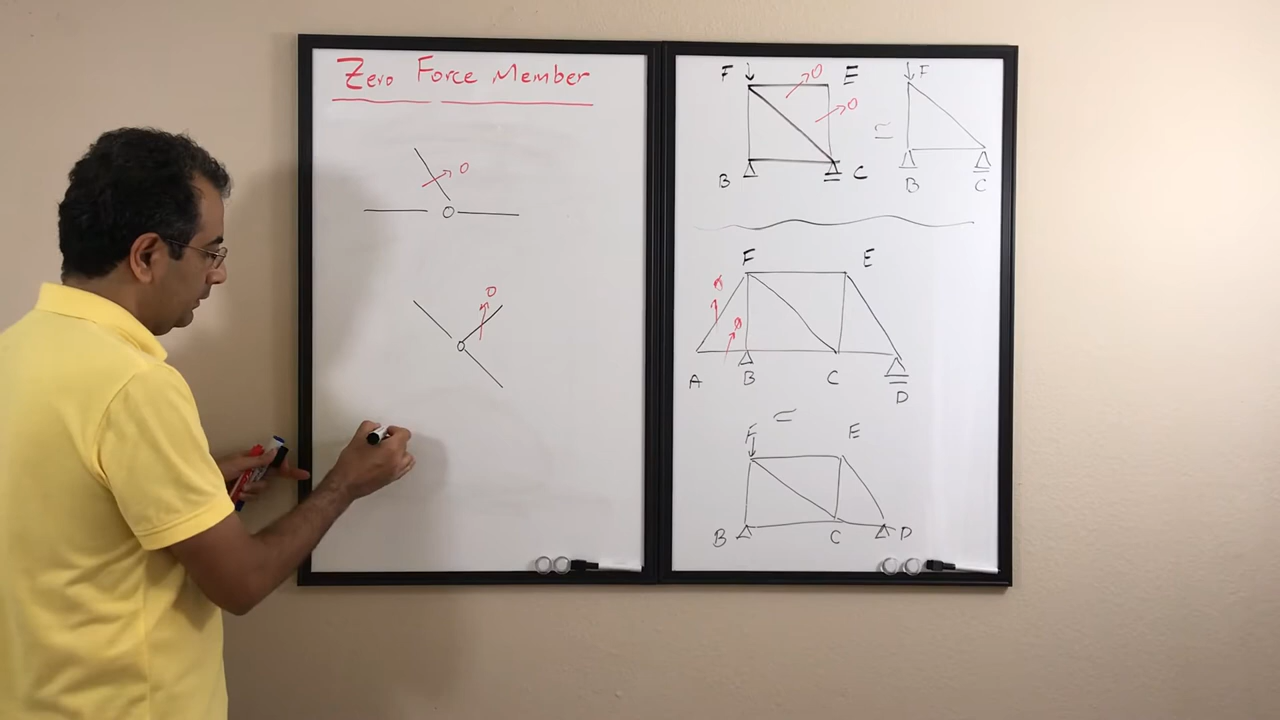 Zero Force Member
0
0
F E F
0
0
=
B C B C
F E
0
0
A B C D
=
F E
B C D